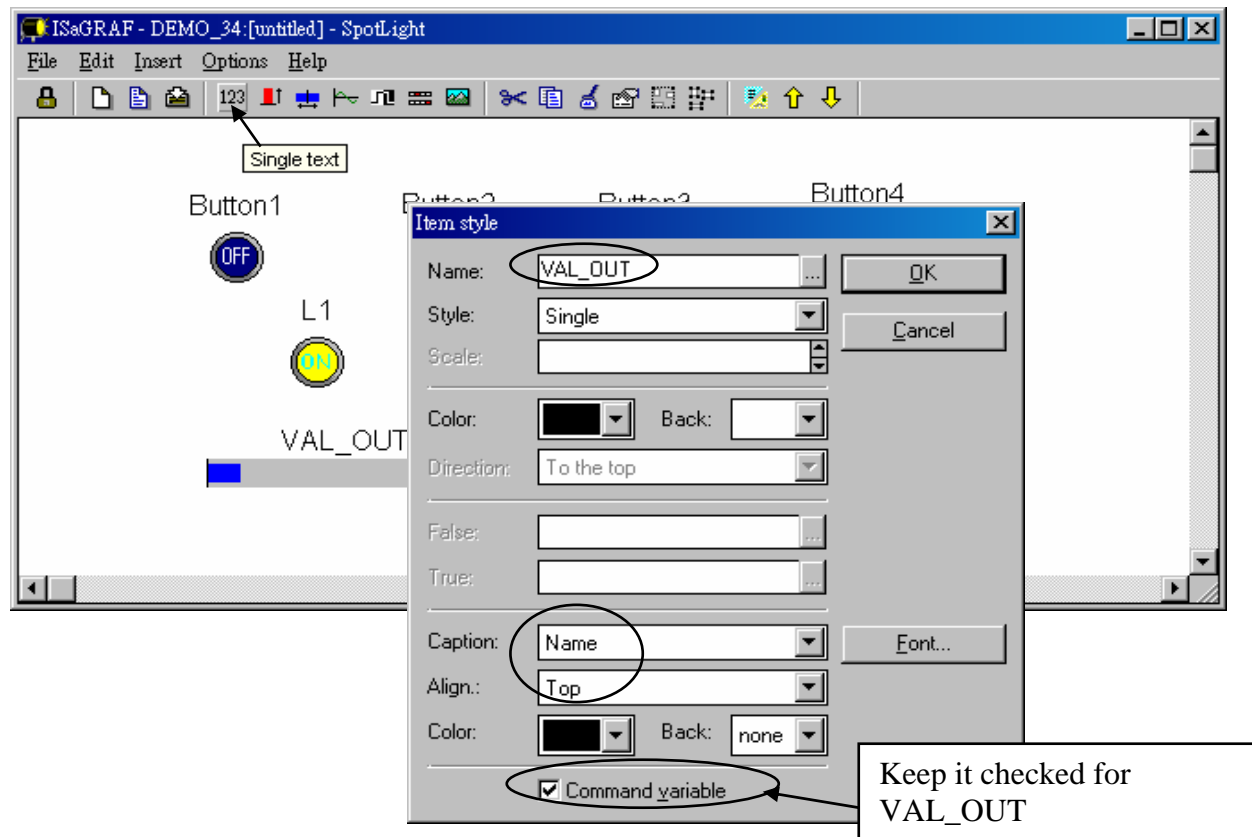 ISaGRAF - DEMO_34:[untitled] - SpotLight
File Edit Insert Options Help
123
Single text
Button1 Button2 Button3 Button4
OFF
L1
ON
VAL_OUT
Item style
Name: VAL_OUT ... OK
Style: Single Cancel
Scale:
Color: Back:
Direction: To the top
False: ...
True: ...
Caption: Name Font...
Align.: Top
Color: Back: none
Command variable
Keep it checked for
VAL_OUT